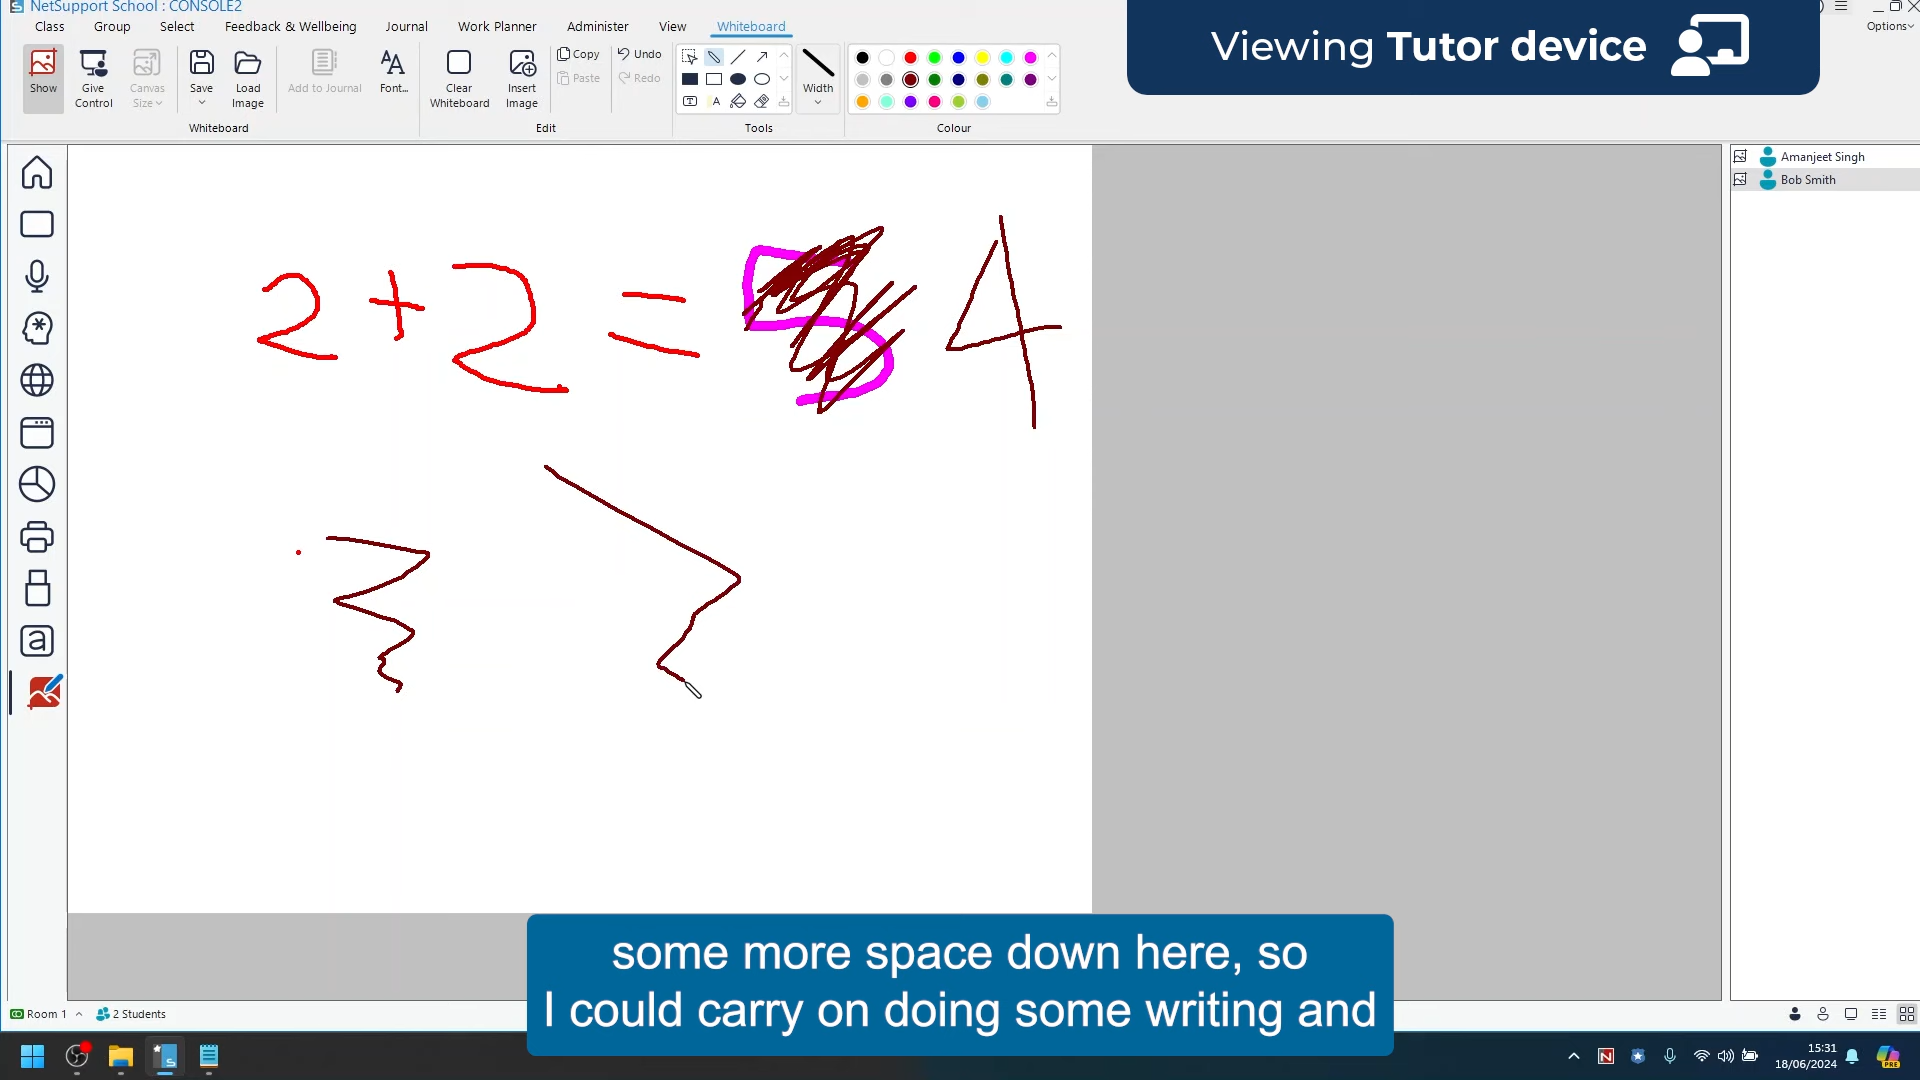 NetSupport School : CONSOLE2
Class Group Select Feedback & Wellbeing Journal Work Planner Administer View Whiteboard
Options
Show
Give Control
Canvas Size
Save
Load Image
Add to Journal
Font...
Clear Whiteboard
Insert Image
Copy
Paste
Undo
Redo
Width
Whiteboard Edit Tools Colour
Viewing Tutor device
Amanjeet Singh
Bob Smith
2 + 2 = 4
some more space down here, so
I could carry on doing some writing and
Room 1 2 Students
15:31
18/06/2024